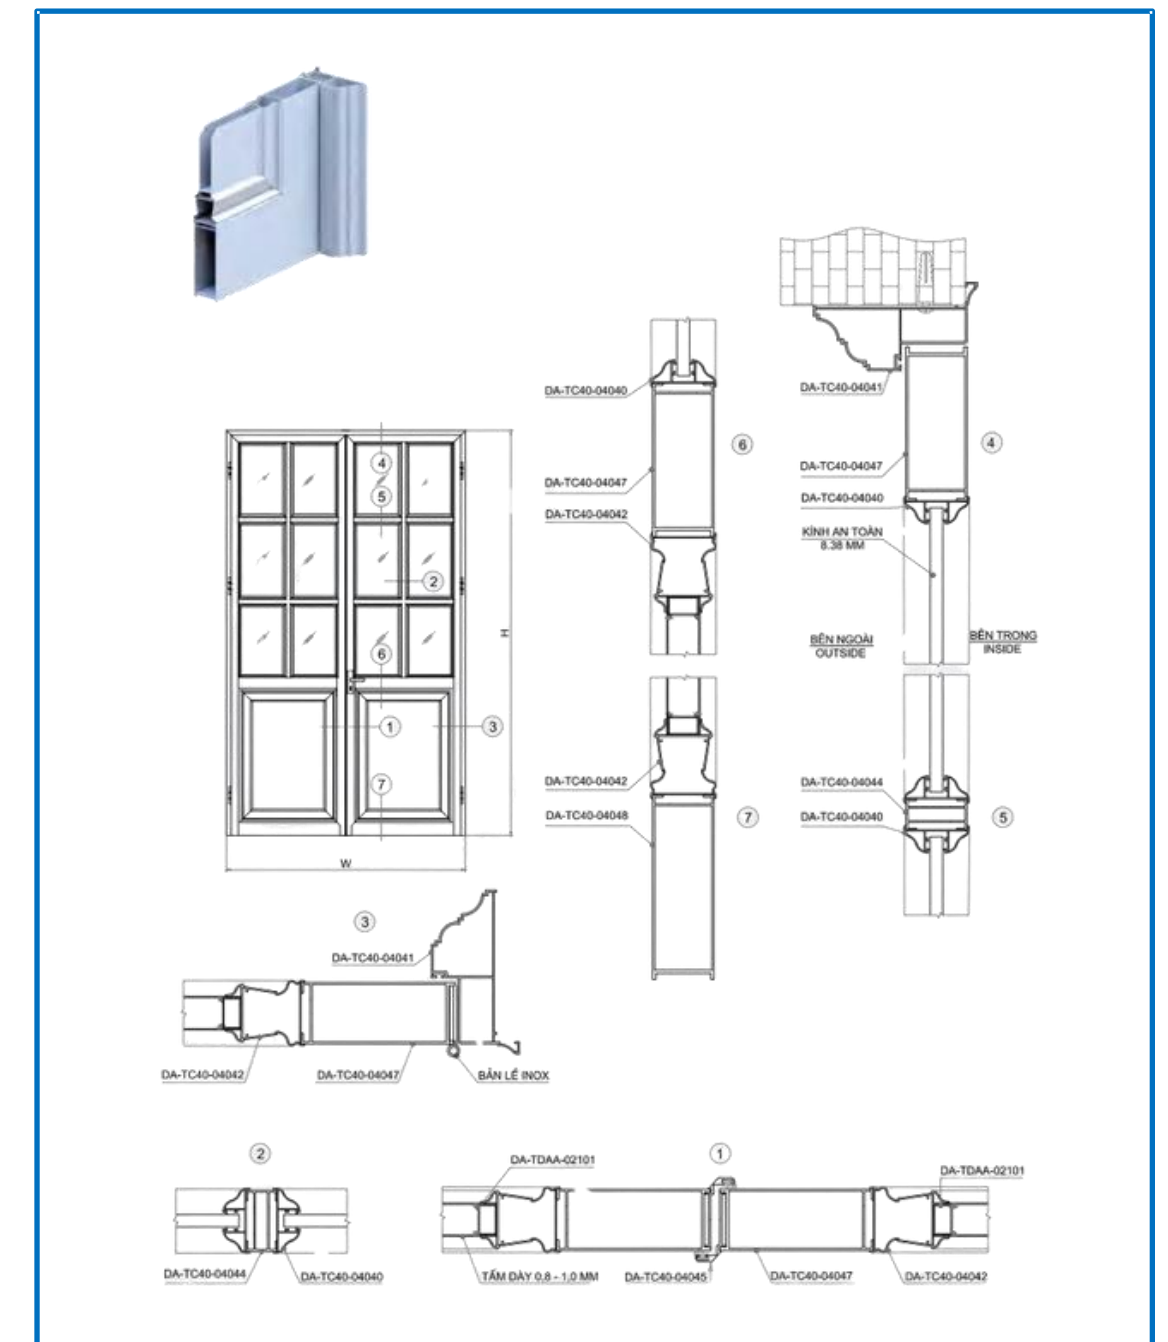 DA-TC40-04040
DA-TC40-04041
6
4
DA-TC40-04047
DA-TC40-04047
DA-TC40-04042
DA-TC40-04040
KÍNH AN TOÀN
8.38 MM
BÊN NGOÀI
OUTSIDE
BÊN TRONG
INSIDE
4
5
2
6
1
3
7
H
W
DA-TC40-04042
DA-TC40-04048
7
DA-TC40-04044
DA-TC40-04040
5
3
DA-TC40-04041
DA-TC40-04042
DA-TC40-04047
BẢN LỀ INOX
2
DA-TC40-04044
DA-TC40-04040
1
DA-TDAA-02101
DA-TDAA-02101
TẤM DÀY 0.8 - 1.0 MM
DA-TC40-04045
DA-TC40-04047
DA-TC40-04042